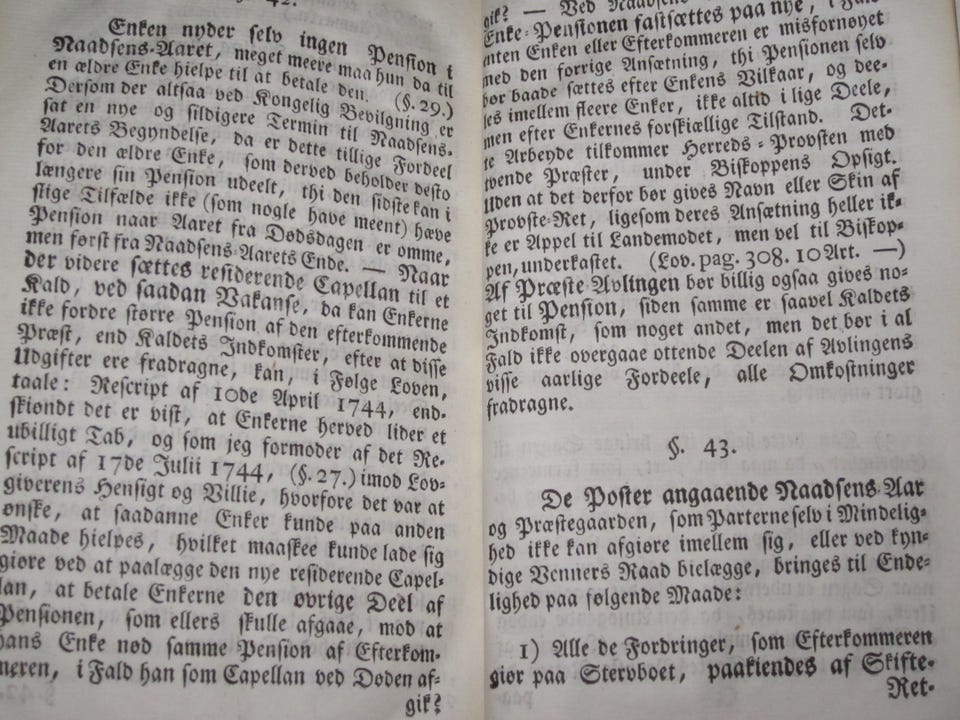 42.
Enken nyder selv ingen Pension i
Naadsens-Aaret, meget meere maa hun da til
en ældre Enke hielpe til at betale den. (§. 29.)
Dersom der altsaa ved Kongelig Bevilgning er
sat en nye og sildigere Termin til Naadsens-
Aarets Begyndelse, da er dette tillige Fordeel
for den ældre Enke, som derved beholder desto
længere sin Pension udeelt, thi den sidste kan i
slige Tilfælde ikke (som nogle have meent) hæve
Pension naar Aaret fra Dødsdagen er omme,
men først fra Naadsens-Aarets Ende. — Naar
der videre sættes residerende Capellan til et
Kald, ved saadan Vakanse, da kan Enkerne
ikke fordre større Pension af den efterkommende
Præst, end Kaldets Indkomster, efter at disse
Udgifter ere fradragne, kan, i Følge Loven,
taale: Rescript af 10de April 1744, end-
skiøndt det er vist, at Enkerne herved lider et
ubilligt Tab, og som jeg formoder af det Re-
script af 17de Julii 1744, (§. 27.) imod Lov-
giverens Hensigt og Villie, hvorfore det var at
ønske, at saadanne Enker kunde paa anden
Maade hielpes, hvilket maaskee kunde lade sig
giøre ved at paalægge den nye residerende Capel-
lan, at betale Enkerne den øvrige Deel af
Pensionen, som ellers skulle afgaae, mod at
hans Enke nød samme Pension af Efterkom-
meren, i Fald han som Capellan ved Døden af-
gik?
gik? — Ved Naadsens
Enke-Pensionen fastsættes paa nye, i Fald
enten Enken eller Efterkommeren er misfornøyet
med den forrige Ansætning, thi Pensionen selv
bør baade sættes efter Enkens Vilkaar, og dee-
les imellem fleere Enker, ikke altid i lige Deele,
men efter Enkernes forskiællige Tilstand. Det-
te Arbeyde tilkommer Herreds-Provsten med
tvende Præster, under Biskoppens Opsigt.
Uden at det derfor bør gives Navn eller Skin af
Provste-Ret, ligesom deres Ansætning heller ik-
ke er Appel til Landemodet, men vel til Biskop-
pen, underkastet. (Lov. pag. 308. 10 Art. —)
Af Præste-Avlingen bør billig ogsaa gives no-
get til Pension, siden samme er saavel Kaldets
Indkomst, som noget andet, men det bør i al
Fald ikke overgaae ottende Deelen af Avlingens
visse aarlige Fordeele, alle Omkostninger
fradragne.
§. 43.
De Poster angaaende Naadsens-Aar
og Præstegaarden, som Parterne selv i Mindelig-
hed ikke kan afgiøre imellem sig, eller ved kyn-
dige Venners Raad bielægge, bringes til Ende-
lighed paa følgende Maade:
1) Alle de Fordringer, som Efterkommeren
giør paa Stervboet, paakiendes af Skifte-
Ret-